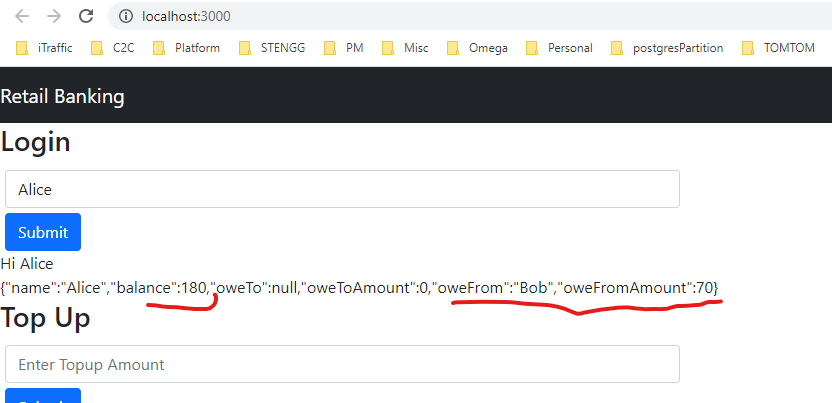 localhost:3000
iTraffic C2C Platform STENGG PM Misc Omega Personal postgresPartition TOMTOM
Retail Banking
Login
Alice
Submit
Hi Alice
{"name":"Alice","balance":180,"oweTo":null,"oweToAmount":0,"oweFrom":"Bob","oweFromAmount":70}
Top Up
Enter Topup Amount